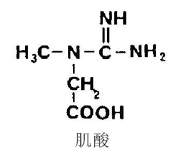 NH
H₃C-N-C-NH₂
CH₂
COOH
肌酸